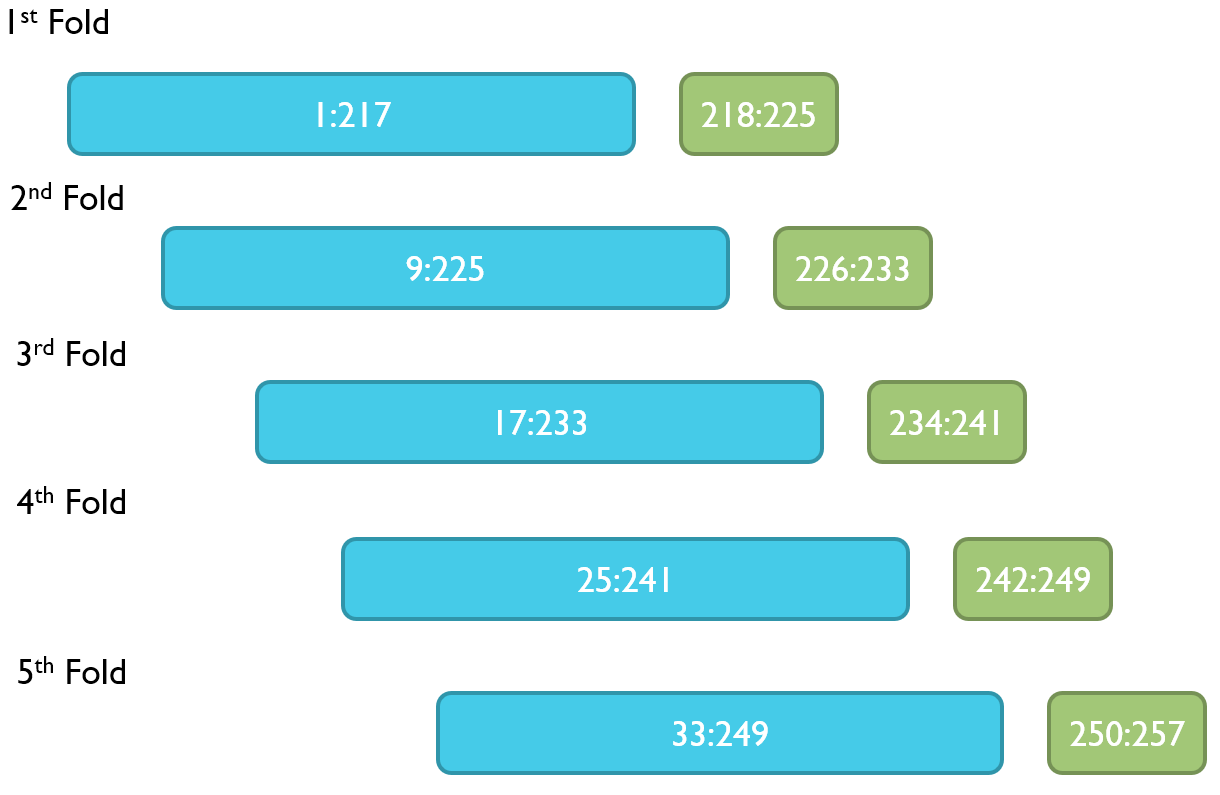 1st Fold
1:217 218:225
2nd Fold
9:225 226:233
3rd Fold
17:233 234:241
4th Fold
25:241 242:249
5th Fold
33:249 250:257